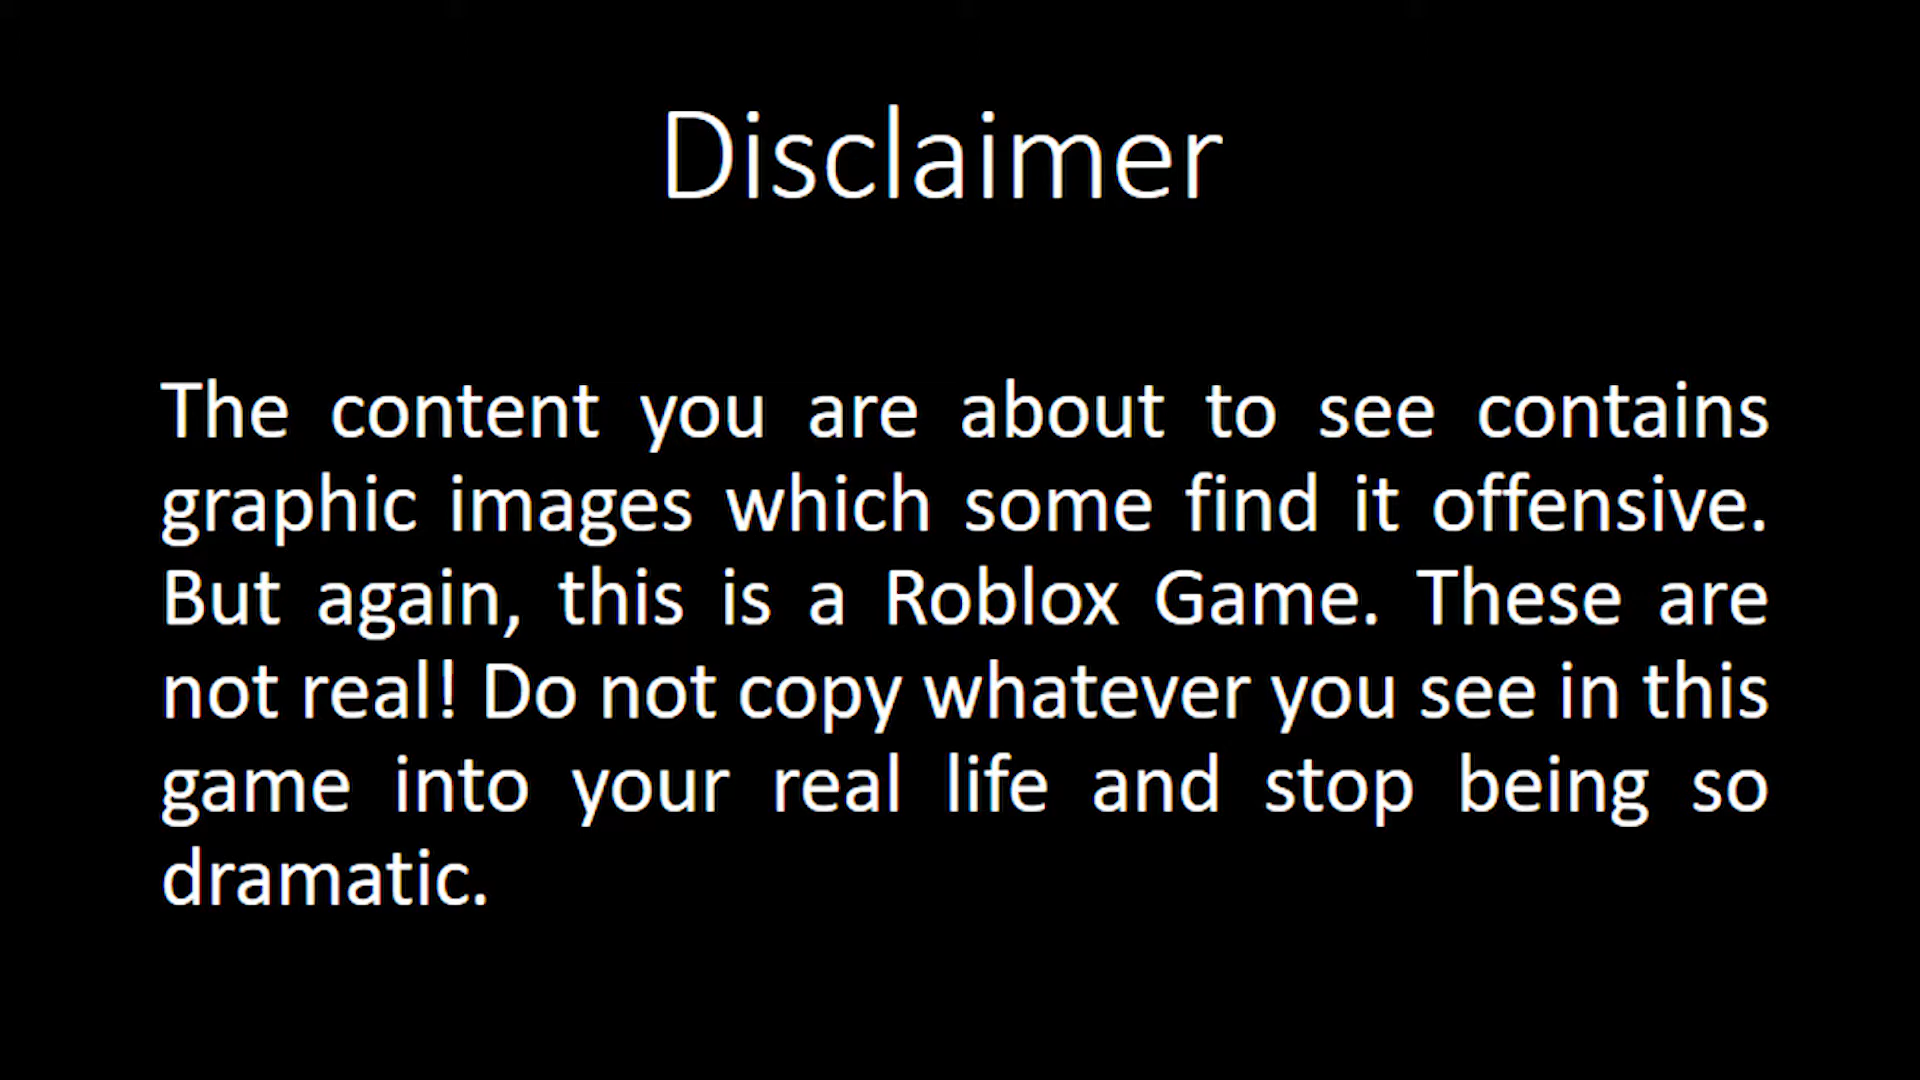 Disclaimer
The content you are about to see contains
graphic images which some find it offensive.
But again, this is a Roblox Game. These are
not real! Do not copy whatever you see in this
game into your real life and stop being so
dramatic.